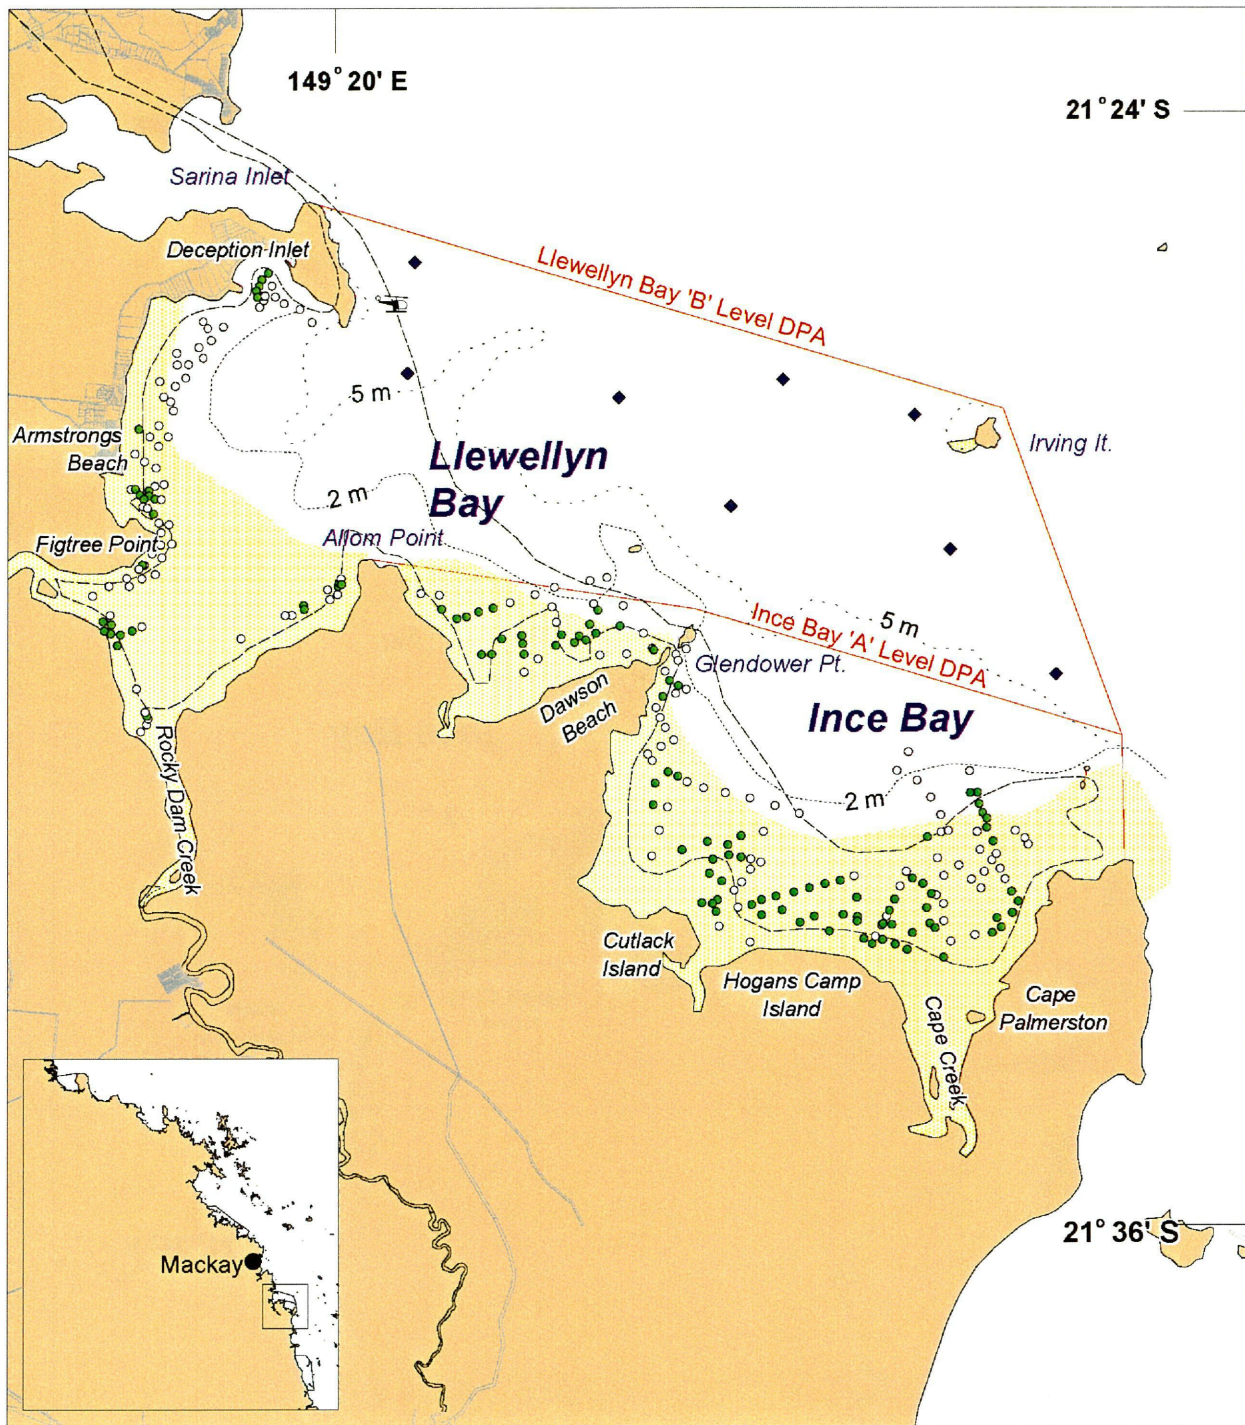 149° 20' E
21° 24' S
Sarina Inlet
Deception Inlet
Llewellyn Bay 'B' Level DPA
5 m
Armstrongs
Beach
Llewellyn
Bay
Irving It.
2 m
Figtree Point
Allom Point
5 m
Ince Bay 'A' Level DPA
Glendower Pt.
Dawson
Beach
Ince Bay
Rocky Dam Creek
2 m
Cutlack
Island
Hogans Camp
Island
Cape
Palmerston
Cape Creek
21° 36' S
Mackay